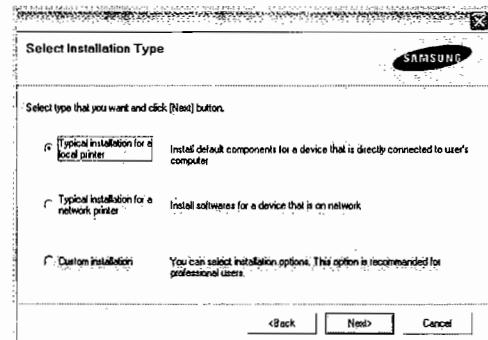 Select Installation Type
SAMSUNG
Select type that you want and click [Next] button.
Typical installation for a
local printer
Install default components for a device that is directly connected to user's
computer
Typical installation for a
network printer
Install softwares for a device that is on network
Custom installation
You can select installation options. This option is recommanded for
professional users.
<Back
Next>
Cancel